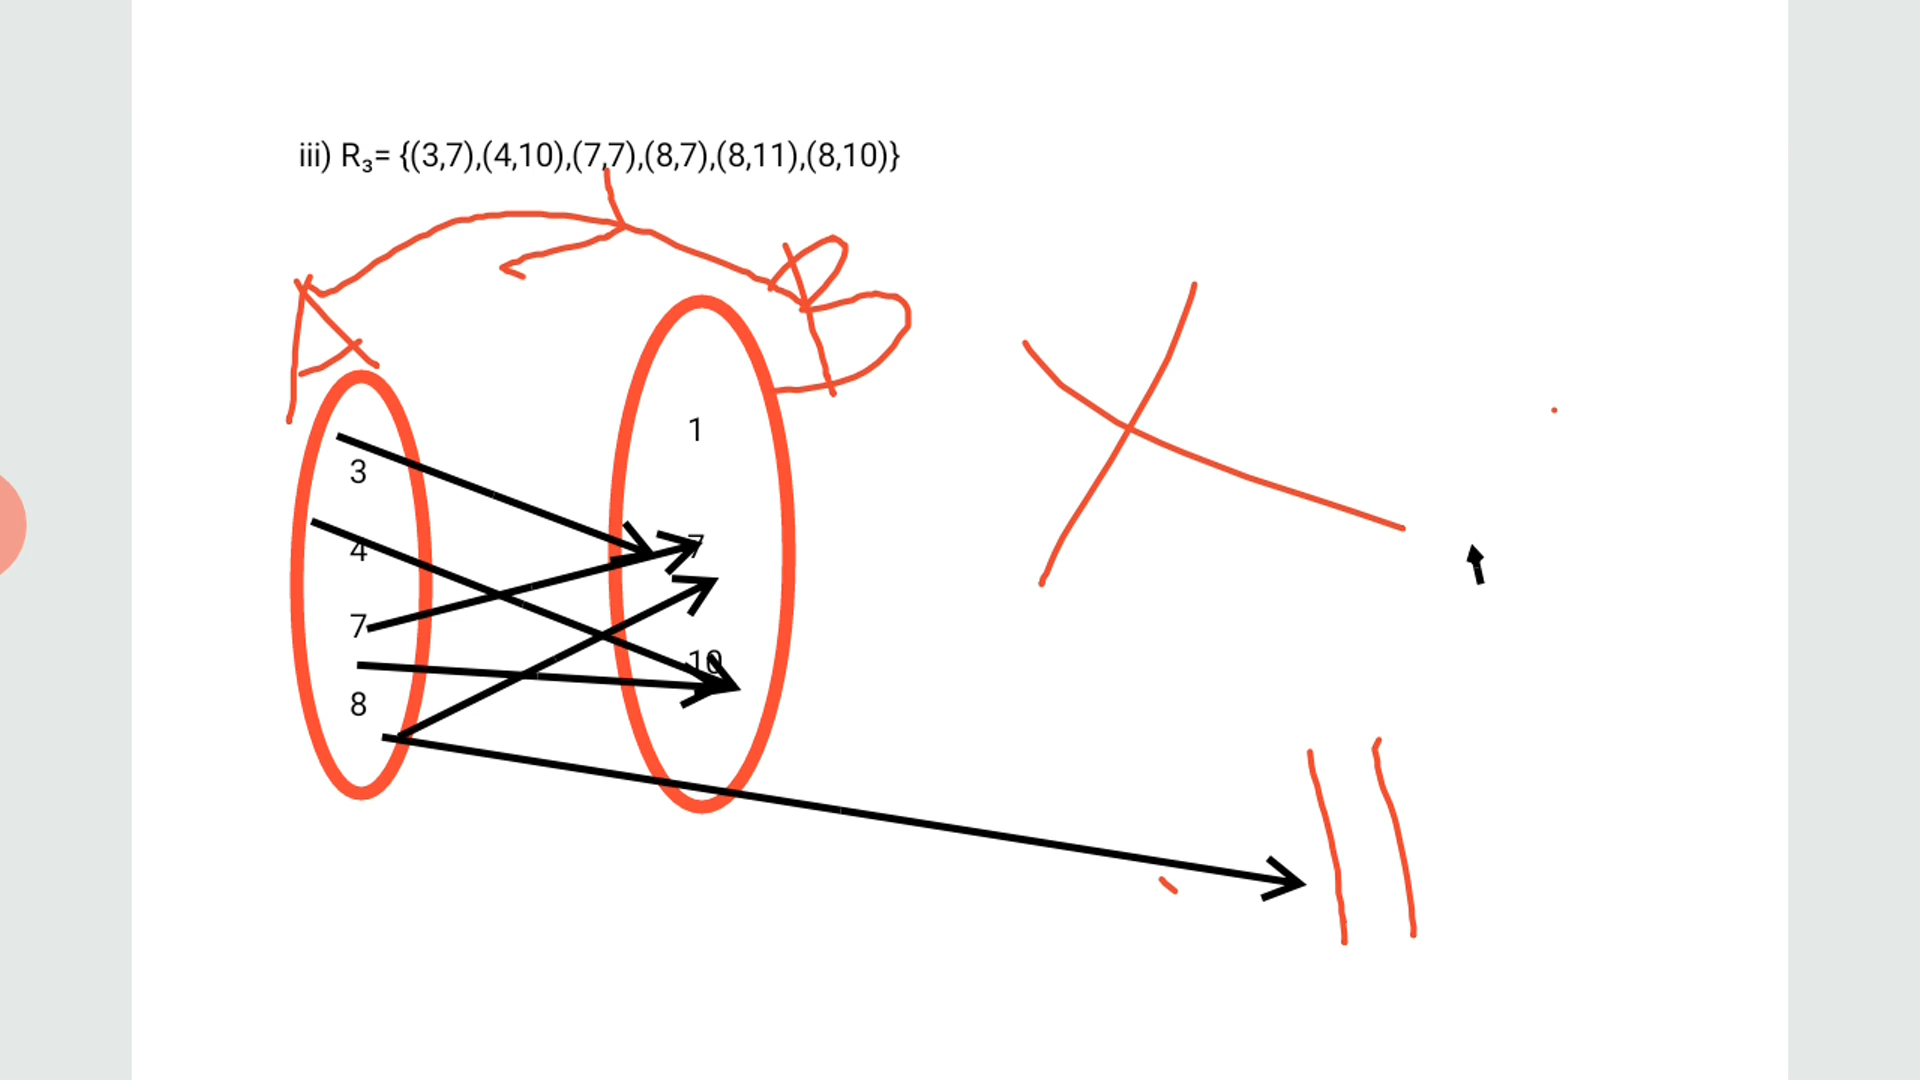 iii) R₃= {(3,7),(4,10),(7,7),(8,7),(8,11),(8,10)}
A
B
1
3
7
4
7
10
8
11